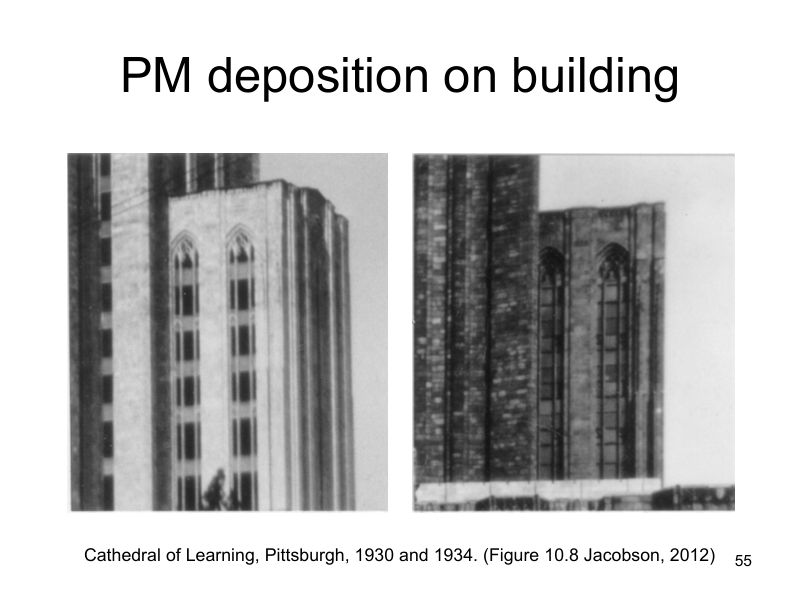 PM deposition on building
Cathedral of Learning, Pittsburgh, 1930 and 1934. (Figure 10.8 Jacobson, 2012)
55